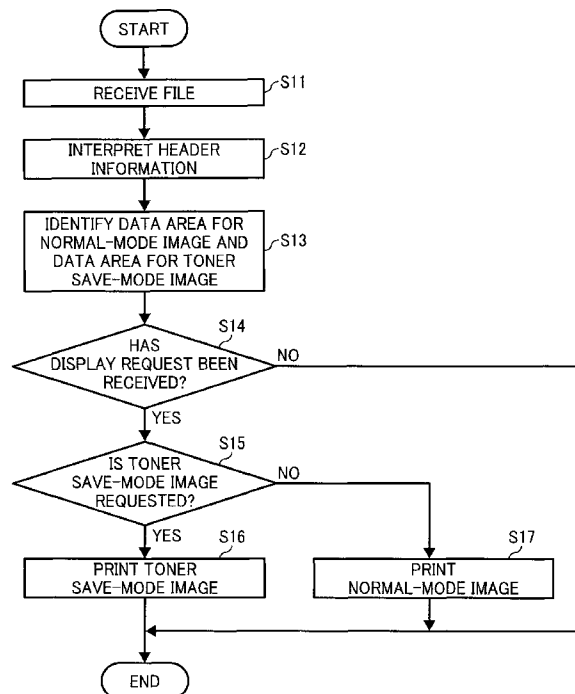 START
S11
RECEIVE FILE
S12
INTERPRET HEADER
INFORMATION
S13
IDENTIFY DATA AREA FOR
NORMAL-MODE IMAGE AND
DATA AREA FOR TONER
SAVE-MODE IMAGE
S14
HAS
DISPLAY REQUEST BEEN
RECEIVED?
NO
YES
S15
IS TONER
SAVE-MODE IMAGE
REQUESTED?
NO
YES
S16
PRINT TONER
SAVE-MODE IMAGE
S17
PRINT
NORMAL-MODE IMAGE
END